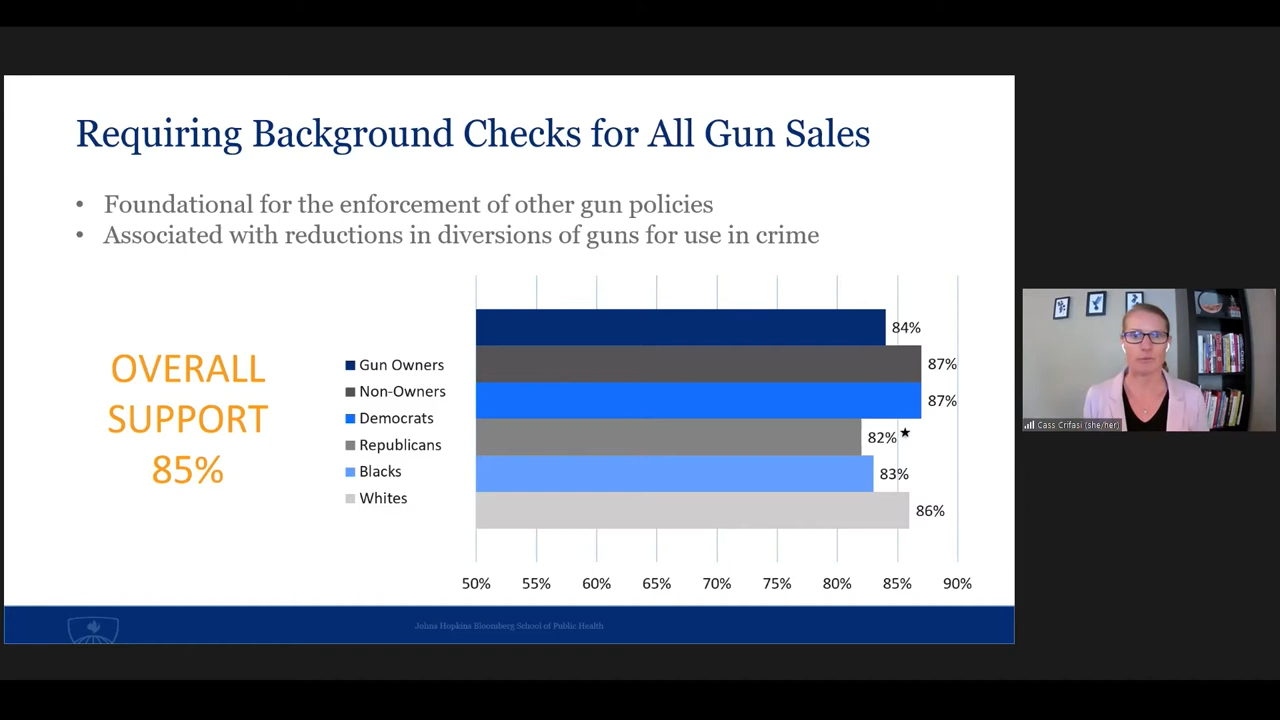 Requiring Background Checks for All Gun Sales
• Foundational for the enforcement of other gun policies
• Associated with reductions in diversions of guns for use in crime
OVERALL
SUPPORT
85%
Gun Owners
Non-Owners
Democrats
Republicans
Blacks
Whites
84%
87%
87%
82%★
83%
86%
50% 55% 60% 65% 70% 75% 80% 85% 90%
Johns Hopkins Bloomberg School of Public Health
Cass Crifasi (she/her)